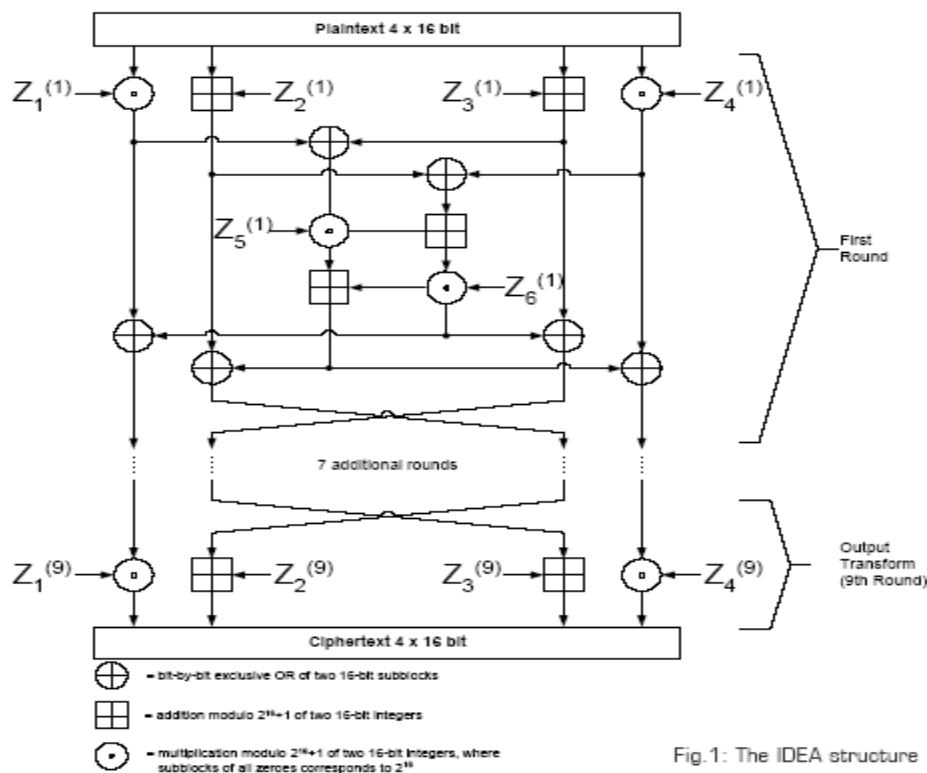 Plaintext 4 x 16 bit
Z₁⁽¹⁾ Z₂⁽¹⁾ Z₃⁽¹⁾ Z₄⁽¹⁾
Z₅⁽¹⁾
First
Round
Z₆⁽¹⁾
7 additional rounds
Z₁⁽⁹⁾ Z₂⁽⁹⁾ Z₃⁽⁹⁾ Z₄⁽⁹⁾
Output
Transform
(9th Round)
Ciphertext 4 x 16 bit
= bit-by-bit exclusive OR of two 16-bit subblocks
= addition modulo 2¹⁶+1 of two 16-bit integers
= multiplication modulo 2¹⁶+1 of two 16-bit integers, where
subblocks of all zeroes corresponds to 2¹⁶
Fig.1: The IDEA structure